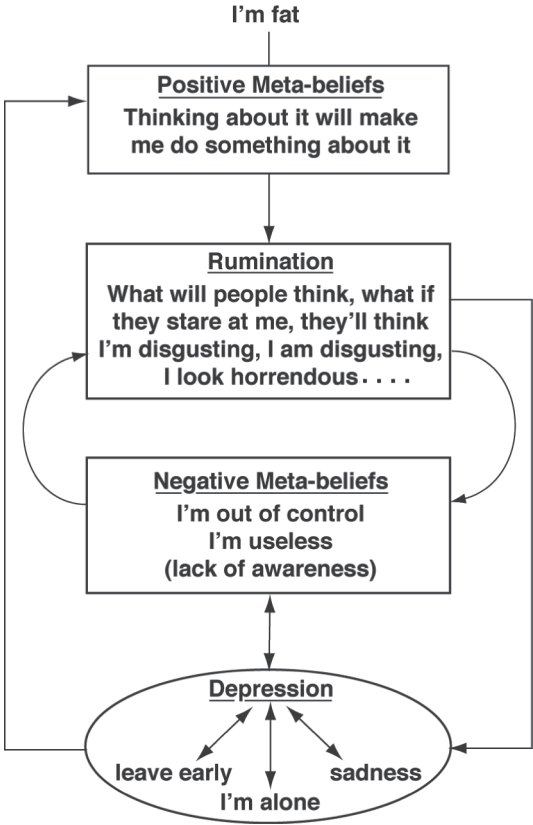 I'm fat
Positive Meta-beliefs
Thinking about it will make
me do something about it
Rumination
What will people think, what if
they stare at me, they'll think
I'm disgusting, I am disgusting,
I look horrendous . . . .
Negative Meta-beliefs
I'm out of control
I'm useless
(lack of awareness)
Depression
leave early
sadness
I'm alone